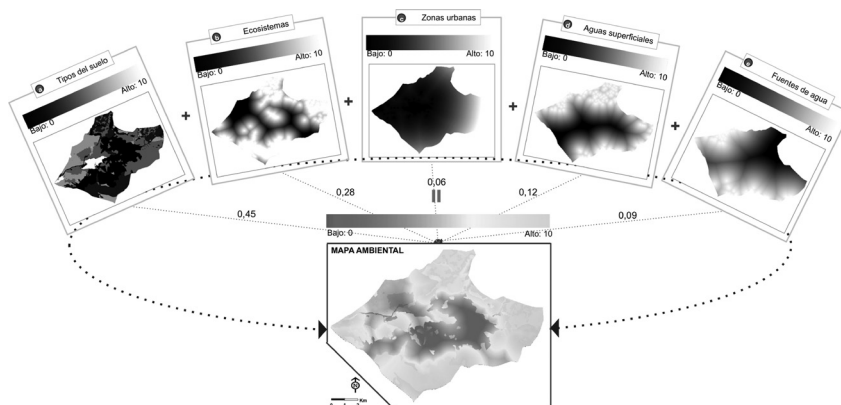 a Tipos del suelo
Bajo: 0 Alto: 10
+
b Ecosistemas
Bajo: 0 Alto: 10
+
c Zonas urbanas
Bajo: 0 Alto: 10
+
d Aguas superficiales
Bajo: 0 Alto: 10
+
e Fuentes de agua
Bajo: 0 Alto: 10
0,45
0,28
0,06
0,12
0,09
Bajo: 0 Alto: 10
MAPA AMBIENTAL
N
Km